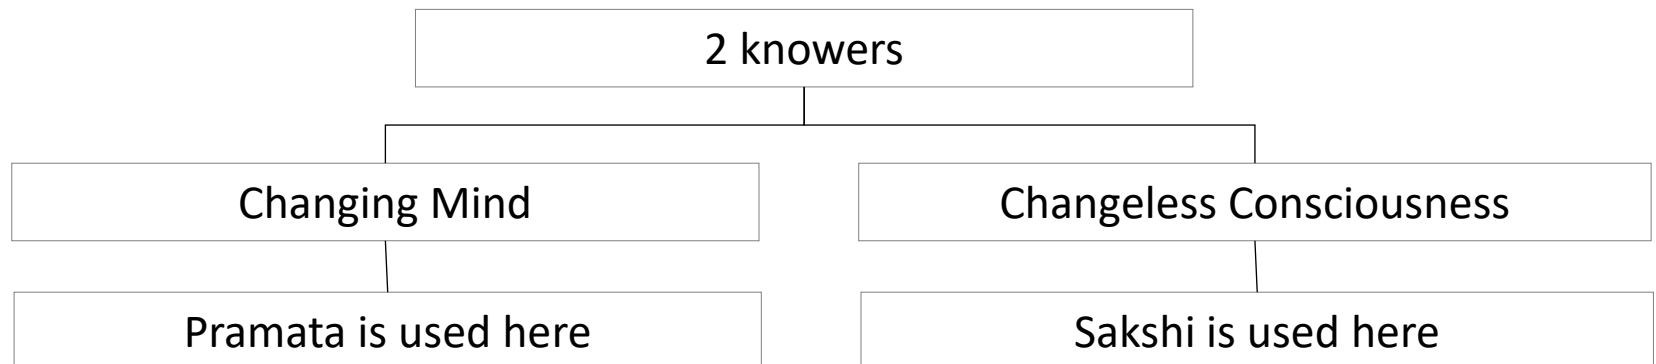 2 knowers
Changing Mind
Changeless Consciousness
Pramata is used here
Sakshi is used here